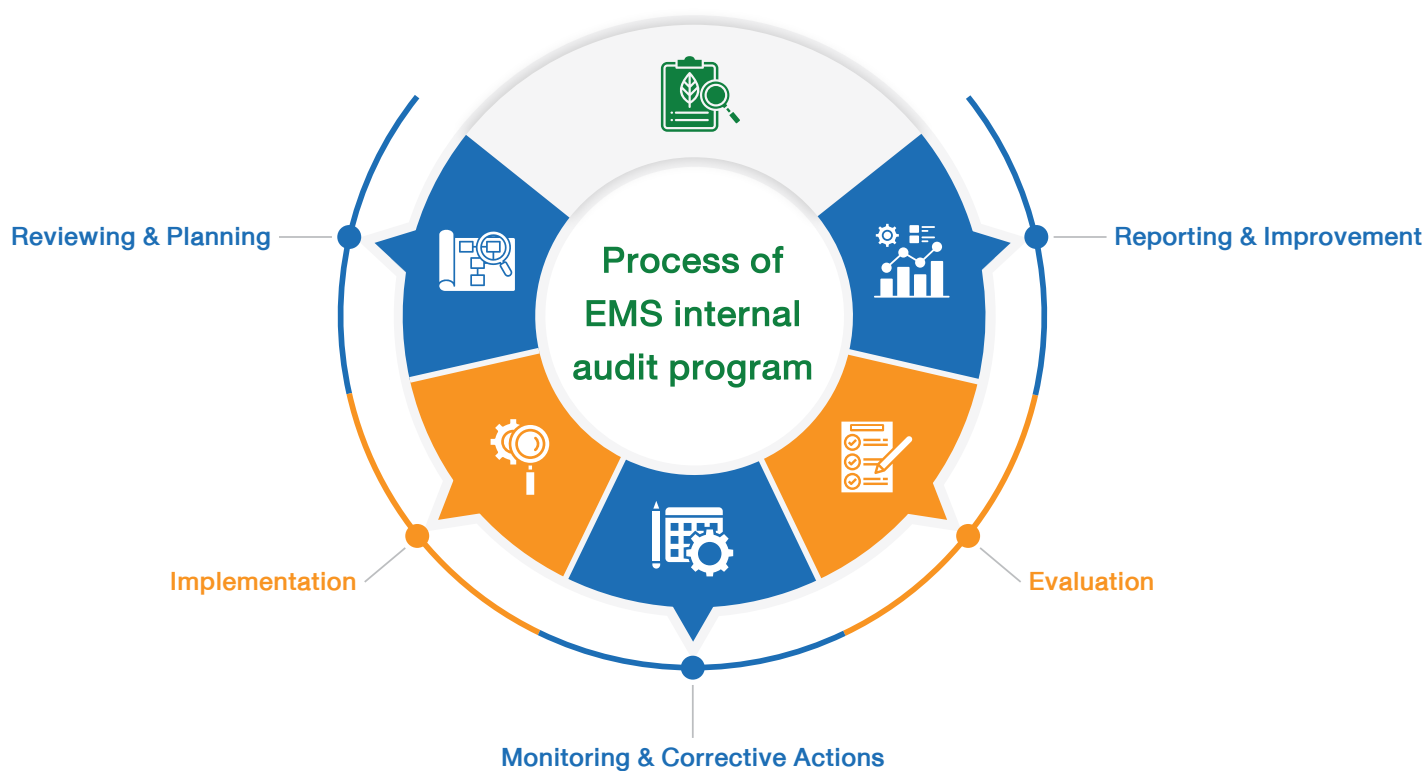 Process of
EMS internal
audit program
Reviewing & Planning
Implementation
Monitoring & Corrective Actions
Evaluation
Reporting & Improvement